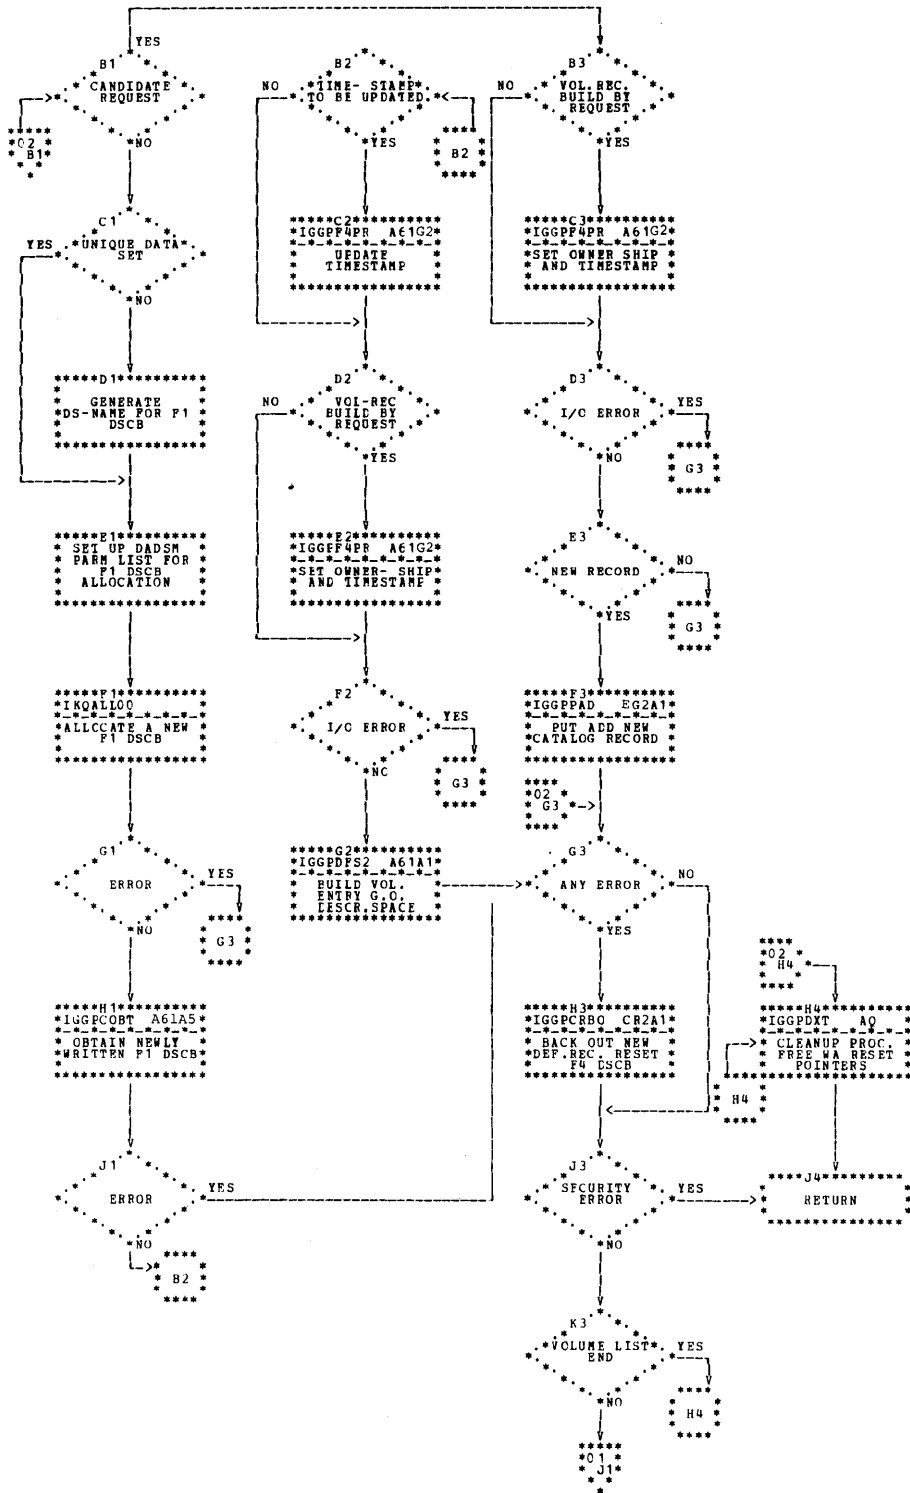 YES
B1
CANDIDATE
REQUEST
NO
02
B1
C1
YES
UNIQUE DATA
SET
NO
D1
GENERATE
DS-NAME FOR F1
DSCB
E1
SET UP DADSM
PARM LIST FOR
F1 DSCB
ALLOCATION
F1
IKQALLOO
ALLOCATE A NEW
F1 DSCB
G1
ERROR
YES
G3
NO
H1
IGGPCOBT A61A5
OBTAIN NEWLY
WRITTEN F1 DSCB
J1
ERROR
YES
NO
B2
B2
NO
TIME- STAMP
TO BE UPDATED
YES
B2
C2
IGGPF4PR A61G2
UPDATE
TIMESTAMP
D2
NO
VOL-REC
BUILD BY
REQUEST
YES
E2
IGGPF4PR A61G2
SET OWNER- SHIP
AND TIMESTAMP
F2
I/O ERROR
YES
G3
NO
G2
IGGPDFS2 A61A1
BUILD VOL.
ENTRY G.O.
DESCR.SPACE
B3
NO
VOL.REC.
BUILD BY
REQUEST
YES
C3
IGGPF4PR A61G2
SET OWNER SHIP
AND TIMESTAMP
D3
I/O ERROR
YES
G3
NO
E3
NEW RECORD
NO
G3
YES
F3
IGGPPAD EG2A1
PUT ADD NEW
CATALOG RECORD
02
G3
G3
ANY ERROR
NO
YES
H3
IGGPCRBO CR2A1
BACK OUT NEW
DEF.REC. RESET
F4 DSCB
J3
SECURITY
ERROR
YES
NO
K3
VOLUME LIST
END
YES
H4
NO
01
J1
02
H4
H4
IGGPDXT AQ
CLEANUP PROC.
FREE WA RESET
POINTERS
H4
J4
RETURN